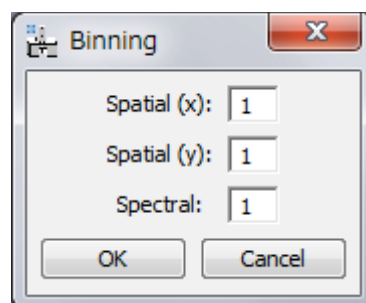 Binning
Spatial (x): 1
Spatial (y): 1
Spectral: 1
OK Cancel